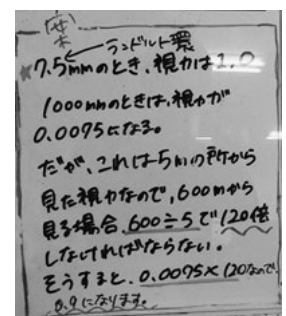 ランドルト環
7.5mmのとき、視力は1.0
1000mmのときは、視力が
0.0075になる。
だが、これは5mの所から
見た視力なので、600mから
見る場合、600÷5で120倍
しなければならない。
そうすると、0.0075×120なので
0.9になります。